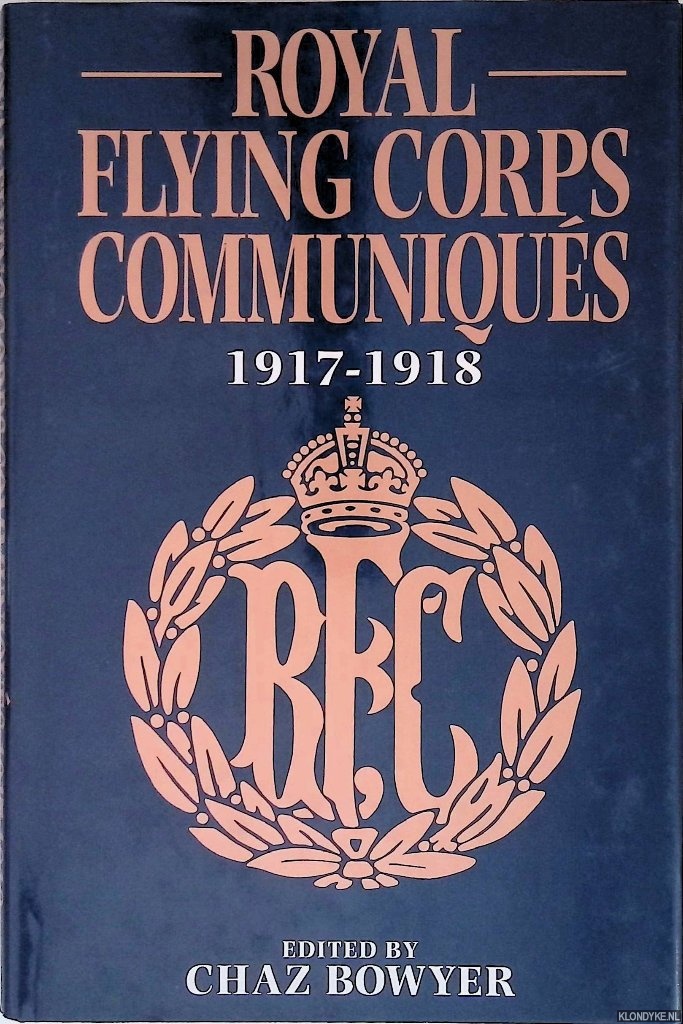 ROYAL
FLYING CORPS
COMMUNIQUÉS
1917-1918
RFC
EDITED BY
CHAZ BOWYER
KLONDYKE.NL